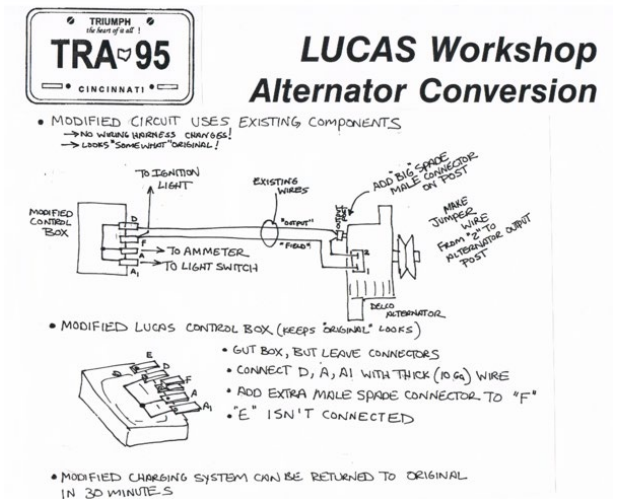 TRIUMPH
the heart of it all !
TRA 95
CINCINNATI
LUCAS Workshop
Alternator Conversion
• MODIFIED CIRCUIT USES EXISTING COMPONENTS
→ NO WIRING HARNESS CHANGES!
→ LOOKS "SOMEWHAT" ORIGINAL!
TO IGNITION
LIGHT
EXISTING
WIRES
ADD "BIG" SPADE
MALE CONNECTOR
ON POST
MODIFIED
CONTROL
BOX
D
F
A
A1
"OUTPUT"
"FIELD"
OUTPUT
POST
2
1
TO AMMETER
TO LIGHT SWITCH
MAKE
JUMPER
WIRE
FROM "2" TO
ALTERNATOR OUTPUT
POST"
DELCO
ALTERNATOR
• MODIFIED LUCAS CONTROL BOX (KEEPS "ORIGINAL" LOOKS)
E
D
F
A
A1
• GUT BOX, BUT LEAVE CONNECTORS
• CONNECT D, A, A1 WITH THICK (10 Ga) WIRE
• ADD EXTRA MALE SPADE CONNECTOR TO "F"
• "E" ISN'T CONNECTED
• MODIFIED CHARGING SYSTEM CAN BE RETURNED TO ORIGINAL
IN 30 MINUTES